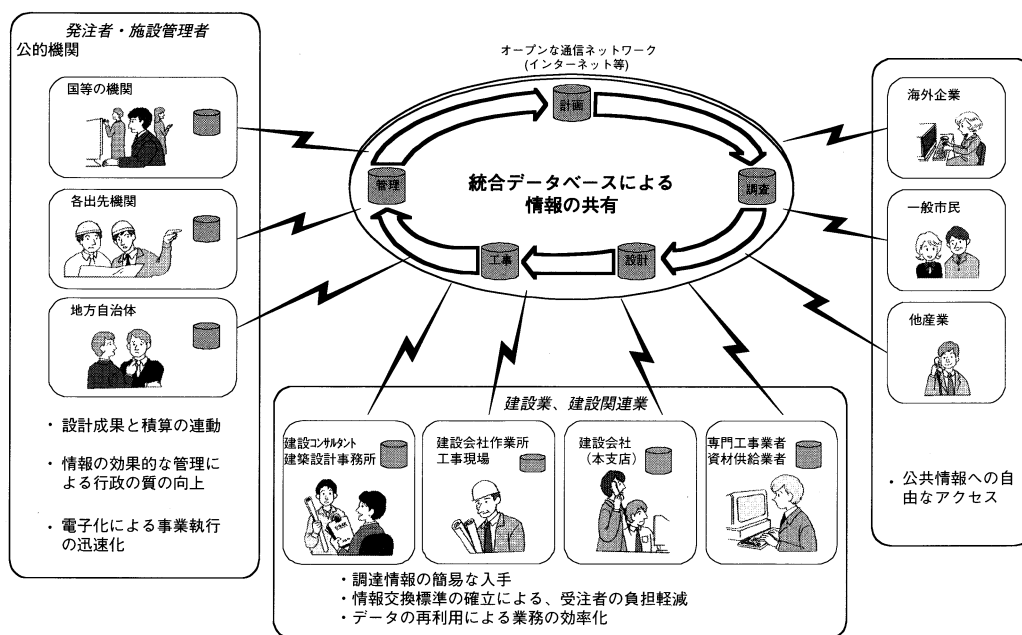 発注者・施設管理者
公的機関
国等の機関
各出先機関
地方自治体
・設計成果と積算の連動
・情報の効果的な管理に
よる行政の質の向上
・電子化による事業執行
の迅速化
オープンな通信ネットワーク
(インターネット等)
計画
調査
設計
工事
管理
統合データベースによる
情報の共有
海外企業
一般市民
他産業
・公共情報への自
由なアクセス
建設業、建設関連業
建設コンサルタント
建築設計事務所
建設会社作業所
工事現場
建設会社
(本支店)
専門工事業者
資材供給業者
・調達情報の簡易な入手
・情報交換標準の確立による、受注者の負担軽減
・データの再利用による業務の効率化